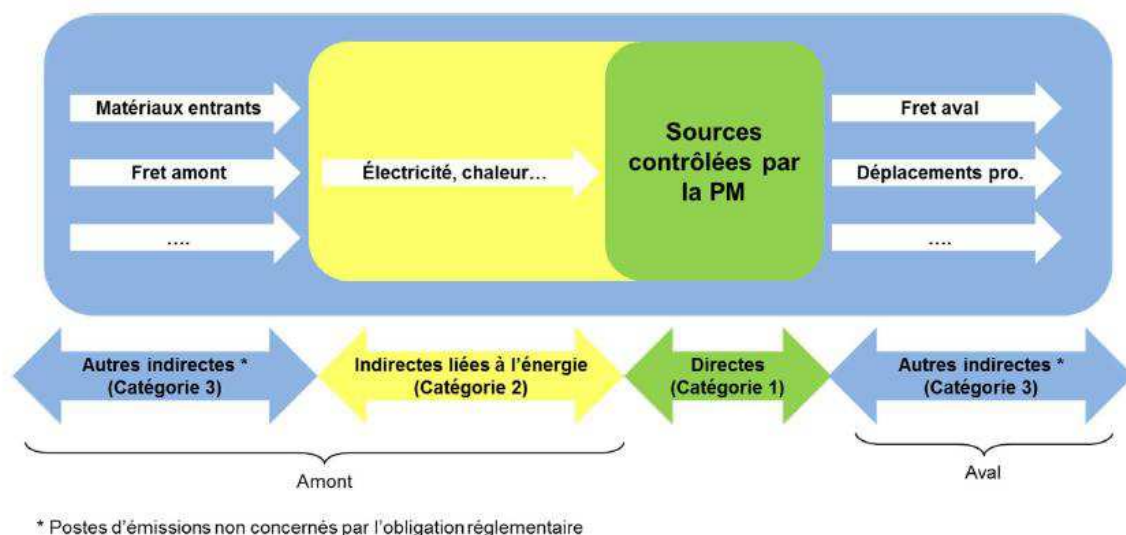 Matériaux entrants
Fret amont
....
Électricité, chaleur…
Sources
contrôlées par
la PM
Fret aval
Déplacements pro.
....
Autres indirectes *
(Catégorie 3)
Indirectes liées à l’énergie
(Catégorie 2)
Directes
(Catégorie 1)
Autres indirectes *
(Catégorie 3)
Amont
Aval
* Postes d’émissions non concernés par l’obligation réglementaire